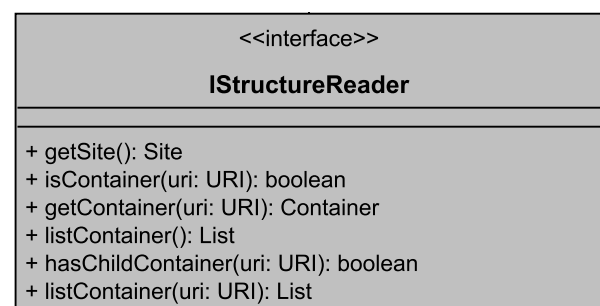 <<interface>>
IStructureReader
+ getSite(): Site
+ isContainer(uri: URI): boolean
+ getContainer(uri: URI): Container
+ listContainer(): List
+ hasChildContainer(uri: URI): boolean
+ listContainer(uri: URI): List